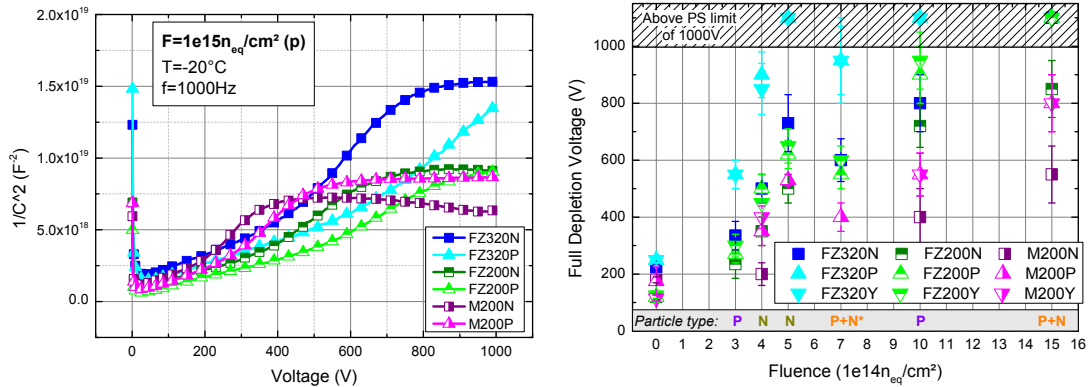 F=1e15n_eq/cm² (p)
T=-20°C
f=1000Hz
1/C^2 (F⁻²)
2.0x10¹⁹
1.5x10¹⁹
1.0x10¹⁹
5.0x10¹⁸
0.0
0 200 400 600 800 1000
Voltage (V)
FZ320N
FZ320P
FZ200N
FZ200P
M200N
M200P
Above PS limit
of 1000V
Full Depletion Voltage (V)
1000
800
600
400
200
0
FZ320N FZ200N M200N
FZ320P FZ200P M200P
FZ320Y FZ200Y M200Y
Particle type: P N N P+N* P P+N
0 1 2 3 4 5 6 7 8 9 10 11 12 13 14 15 16
Fluence (1e14n_eq/cm²)